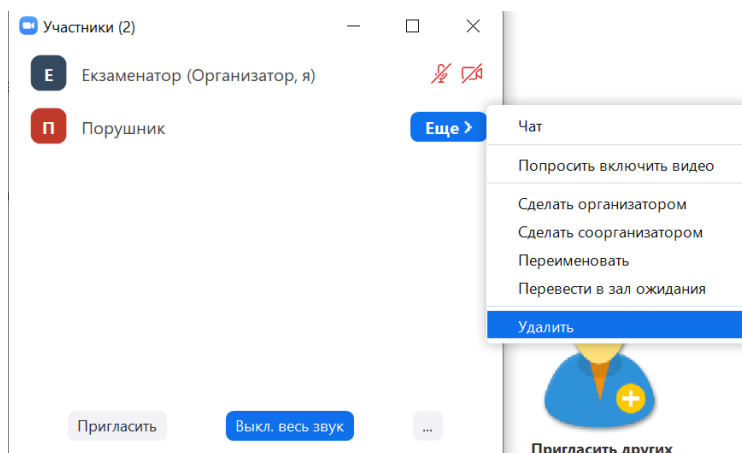 Участники (2)
Е Екзаменатор (Организатор, я)
П Порушник
Еще
Чат
Попросить включить видео
Сделать организатором
Сделать соорганизатором
Переименовать
Перевести в зал ожидания
Удалить
Пригласить
Выкл. весь звук
...
Пригласить других